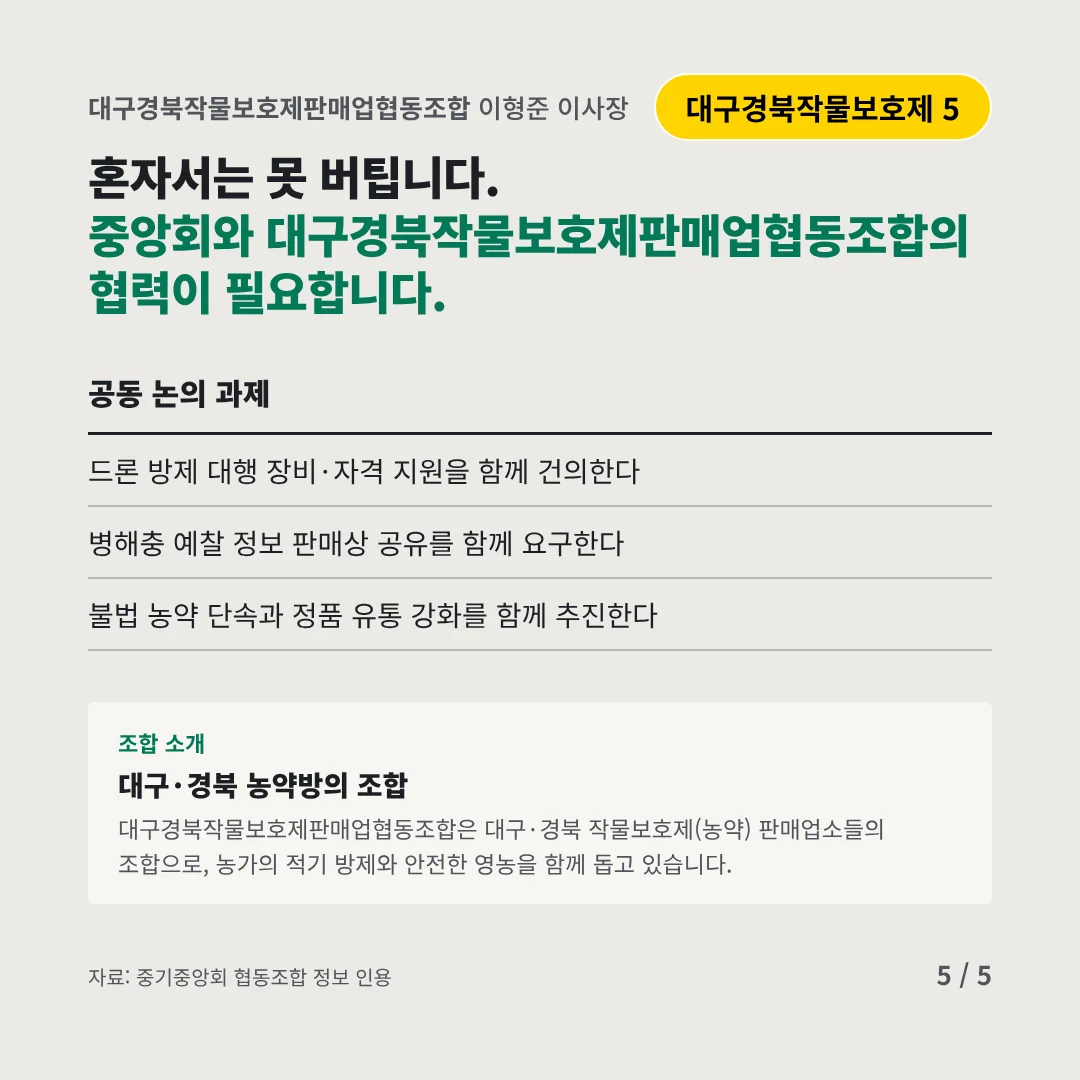 대구경북작물보호제판매업협동조합 이형준 이사장
대구경북작물보호제 5
혼자서는 못 버팁니다.
중앙회와 대구경북작물보호제판매업협동조합의
협력이 필요합니다.
공동 논의 과제
드론 방제 대행 장비·자격 지원을 함께 건의한다
병해충 예찰 정보 판매상 공유를 함께 요구한다
불법 농약 단속과 정품 유통 강화를 함께 추진한다
조합 소개
대구·경북 농약방의 조합
대구경북작물보호제판매업협동조합은 대구·경북 작물보호제(농약) 판매업소들의
조합으로, 농가의 적기 방제와 안전한 영농을 함께 돕고 있습니다.
자료: 중기중앙회 협동조합 정보 인용
5 / 5